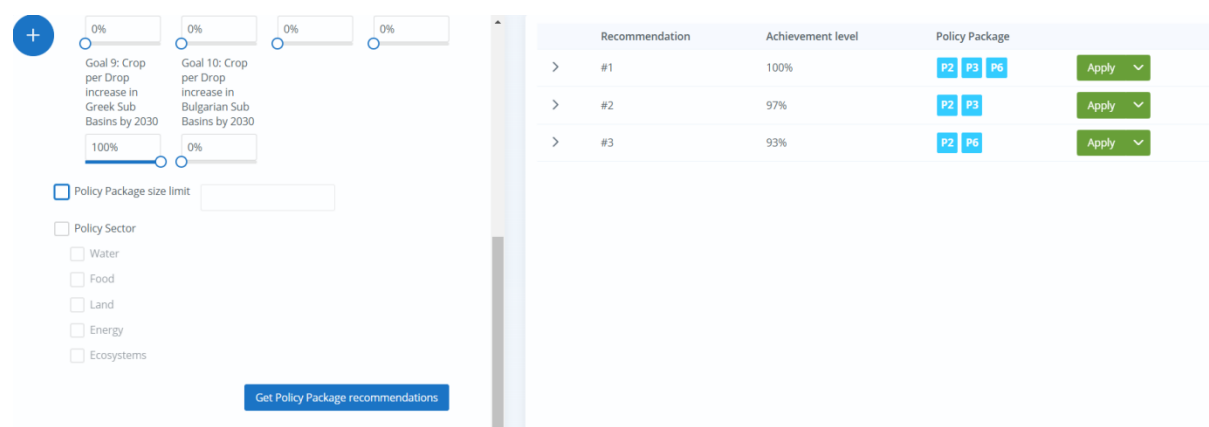 +
0% 0% 0% 0%
Goal 9: Crop
per Drop
increase in
Greek Sub
Basins by 2030
Goal 10: Crop
per Drop
increase in
Bulgarian Sub
Basins by 2030
100% 0%
Policy Package size limit
Policy Sector
Water
Food
Land
Energy
Ecosystems
Get Policy Package recommendations
Recommendation Achievement level Policy Package
#1 100% P2 P3 P6 Apply
#2 97% P2 P3 Apply
#3 93% P2 P6 Apply